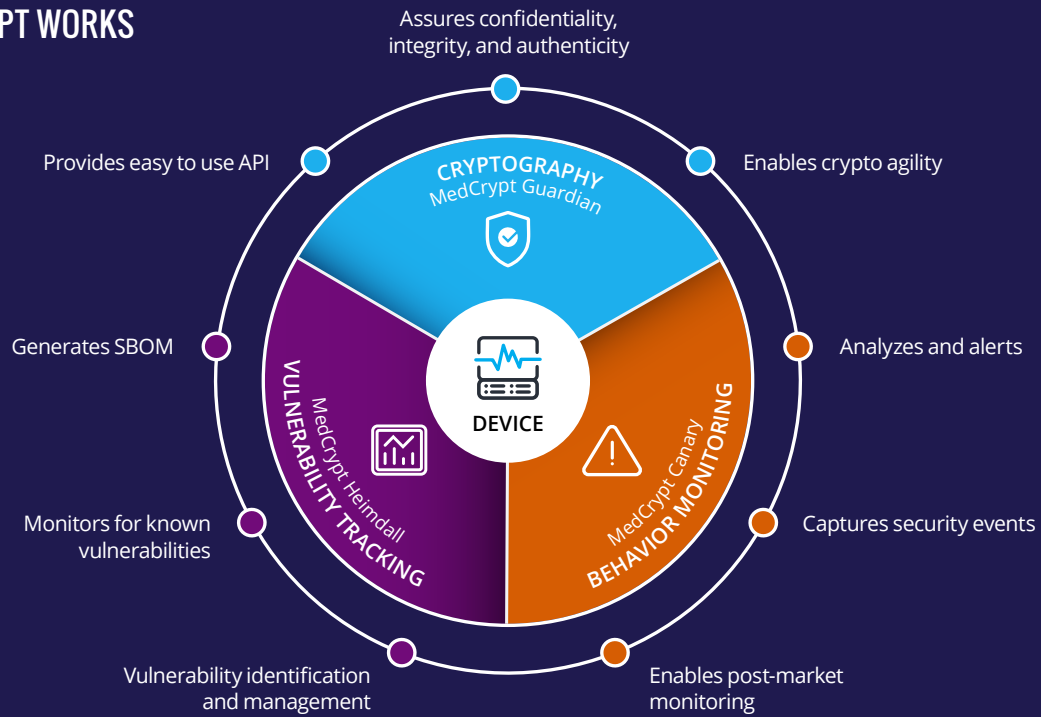 PT WORKS
Assures confidentiality,
integrity, and authenticity
Provides easy to use API
Enables crypto agility
CRYPTOGRAPHY
MedCrypt Guardian
Generates SBOM
Analyzes and alerts
DEVICE
VULNERABILITY TRACKING
MedCrypt Heimdall
MedCrypt Canary
BEHAVIOR MONITORING
Monitors for known
vulnerabilities
Captures security events
Vulnerability identification
and management
Enables post-market
monitoring